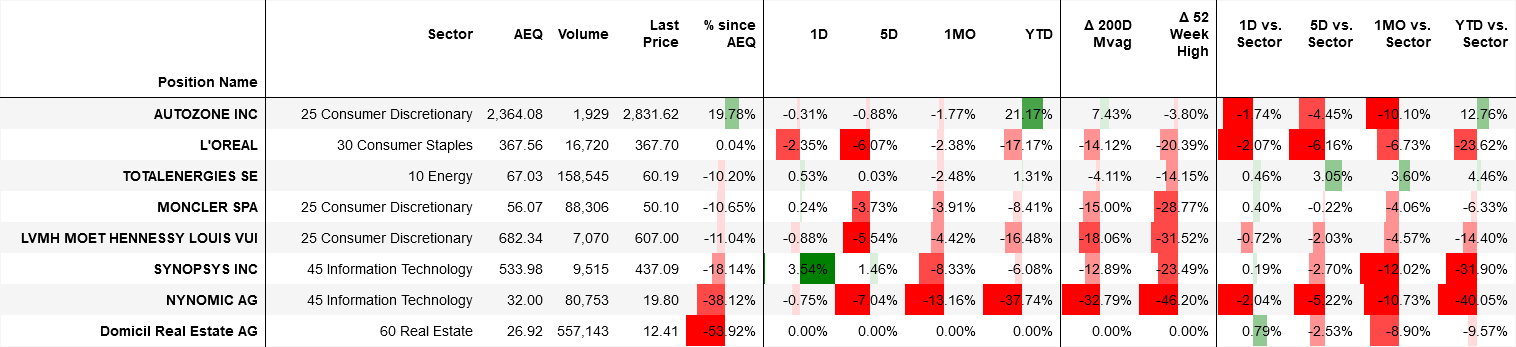 Position Name Sector AEQ Volume Last Price % since AEQ 1D 5D 1MO YTD Δ 200D Mvag Δ 52 Week High 1D vs. Sector 5D vs. Sector 1MO vs. Sector YTD vs. Sector
AUTOZONE INC 25 Consumer Discretionary 2,364.08 1,929 2,831.62 19.78% -0.31% -0.88% -1.77% 21.17% 7.43% -3.80% -1.74% -4.45% -10.10% 12.76%
L'OREAL 30 Consumer Staples 367.56 16,720 367.70 0.04% -2.35% -6.07% -2.38% -17.17% -14.12% -20.39% -2.07% -6.16% -6.73% -23.62%
TOTALENERGIES SE 10 Energy 67.03 158,545 60.19 -10.20% 0.53% 0.03% -2.48% 1.31% -4.11% -14.15% 0.46% 3.05% 3.60% 4.46%
MONCLER SPA 25 Consumer Discretionary 56.07 88,306 50.10 -10.65% 0.24% -3.73% -3.91% -8.41% -15.00% -28.77% 0.40% -0.22% -4.06% -6.33%
LVMH MOET HENNESSY LOUIS VUI 25 Consumer Discretionary 682.34 7,070 607.00 -11.04% -0.88% -5.54% -4.42% -16.48% -18.06% -31.52% -0.72% -2.03% -4.57% -14.40%
SYNOPSYS INC 45 Information Technology 533.98 9,515 437.09 -18.14% 3.54% 1.46% -8.33% -6.08% -12.89% -23.49% 0.19% -2.70% -12.02% -31.90%
NYNOMIC AG 45 Information Technology 32.00 80,753 19.80 -38.12% -0.75% -7.04% -13.16% -37.74% -32.79% -46.20% -2.04% -5.22% -10.73% -40.05%
Domicil Real Estate AG 60 Real Estate 26.92 557,143 12.41 -53.92% 0.00% 0.00% 0.00% 0.00% 0.00% 0.00% 0.79% -2.53% -8.90% -9.57%